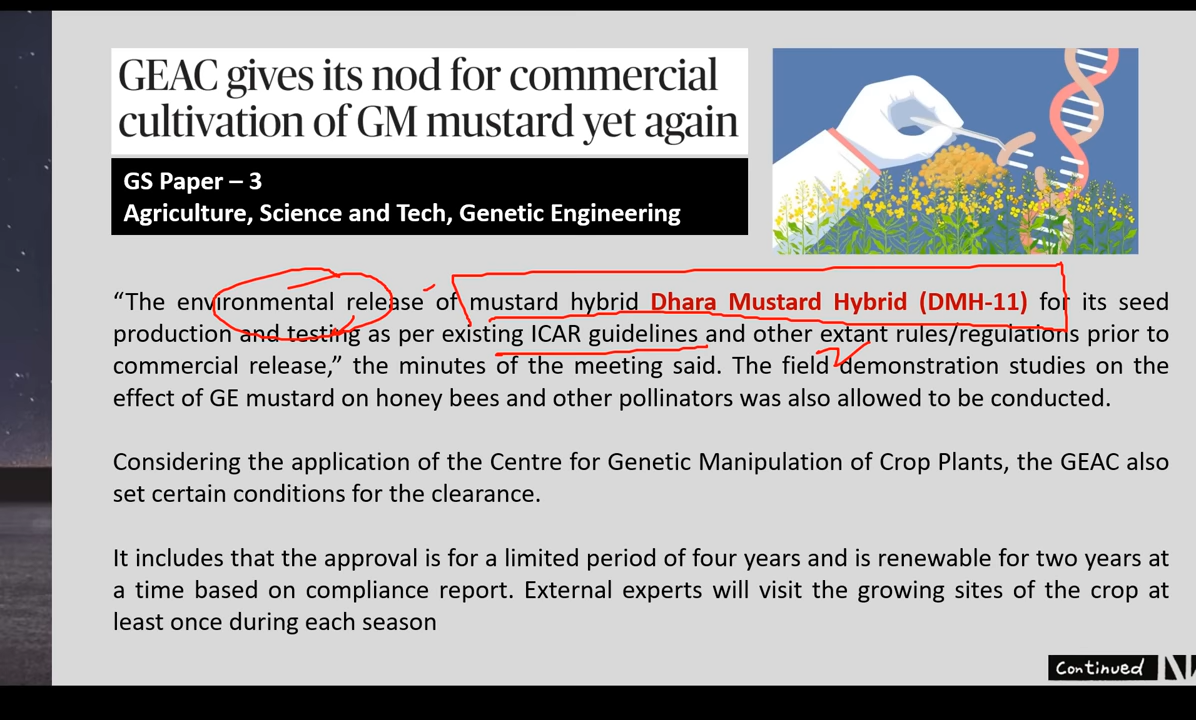 GEAC gives its nod for commercial
cultivation of GM mustard yet again
GS Paper – 3
Agriculture, Science and Tech, Genetic Engineering
“The environmental release of mustard hybrid Dhara Mustard Hybrid (DMH-11) for its seed
production and testing as per existing ICAR guidelines and other extant rules/regulations prior to
commercial release,” the minutes of the meeting said. The field demonstration studies on the
effect of GE mustard on honey bees and other pollinators was also allowed to be conducted.
Considering the application of the Centre for Genetic Manipulation of Crop Plants, the GEAC also
set certain conditions for the clearance.
It includes that the approval is for a limited period of four years and is renewable for two years at
a time based on compliance report. External experts will visit the growing sites of the crop at
least once during each season
Continued